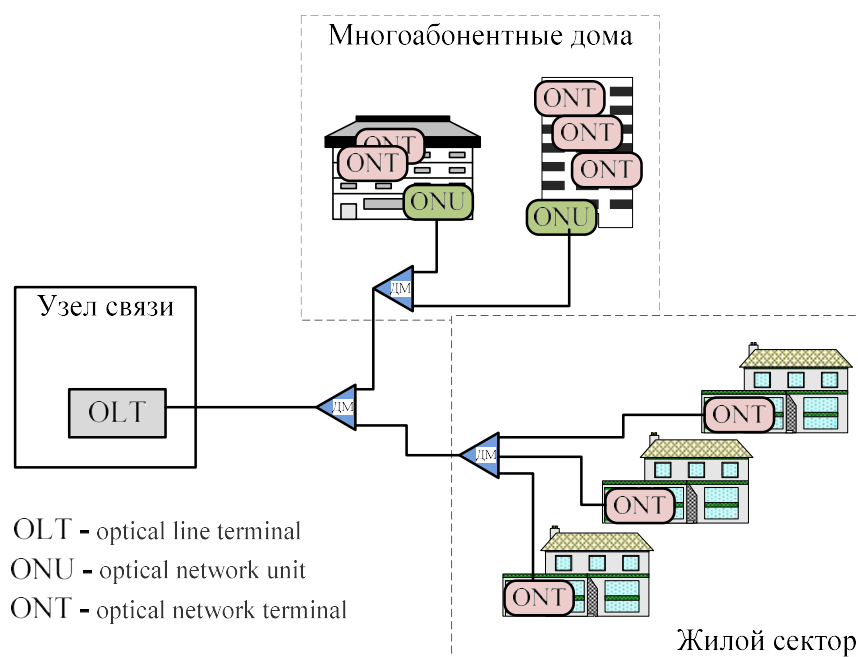 Многоабонентные дома
ONT
ONT
ONU
ONT
ONT
ONT
ONU
ДМ
Узел связи
OLT
ДМ
ДМ
ONT
ONT
ONT
OLT - optical line terminal
ONU - optical network unit
ONT - optical network terminal
Жилой сектор